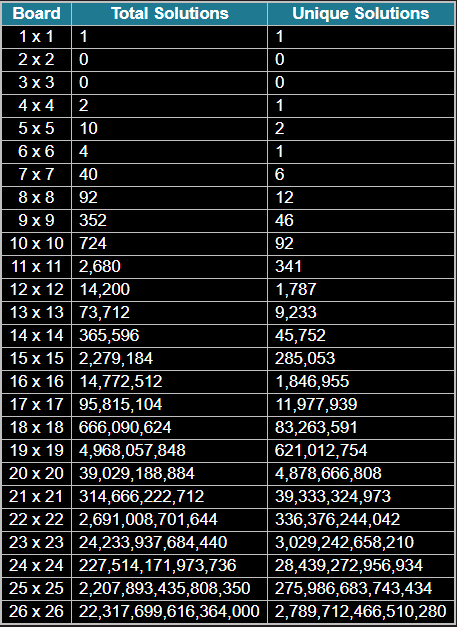 Board Total Solutions Unique Solutions
1 x 1 1 1
2 x 2 0 0
3 x 3 0 0
4 x 4 2 1
5 x 5 10 2
6 x 6 4 1
7 x 7 40 6
8 x 8 92 12
9 x 9 352 46
10 x 10 724 92
11 x 11 2,680 341
12 x 12 14,200 1,787
13 x 13 73,712 9,233
14 x 14 365,596 45,752
15 x 15 2,279,184 285,053
16 x 16 14,772,512 1,846,955
17 x 17 95,815,104 11,977,939
18 x 18 666,090,624 83,263,591
19 x 19 4,968,057,848 621,012,754
20 x 20 39,029,188,884 4,878,666,808
21 x 21 314,666,222,712 39,333,324,973
22 x 22 2,691,008,701,644 336,376,244,042
23 x 23 24,233,937,684,440 3,029,242,658,210
24 x 24 227,514,171,973,736 28,439,272,956,934
25 x 25 2,207,893,435,808,350 275,986,683,743,434
26 x 26 22,317,699,616,364,000 2,789,712,466,510,280